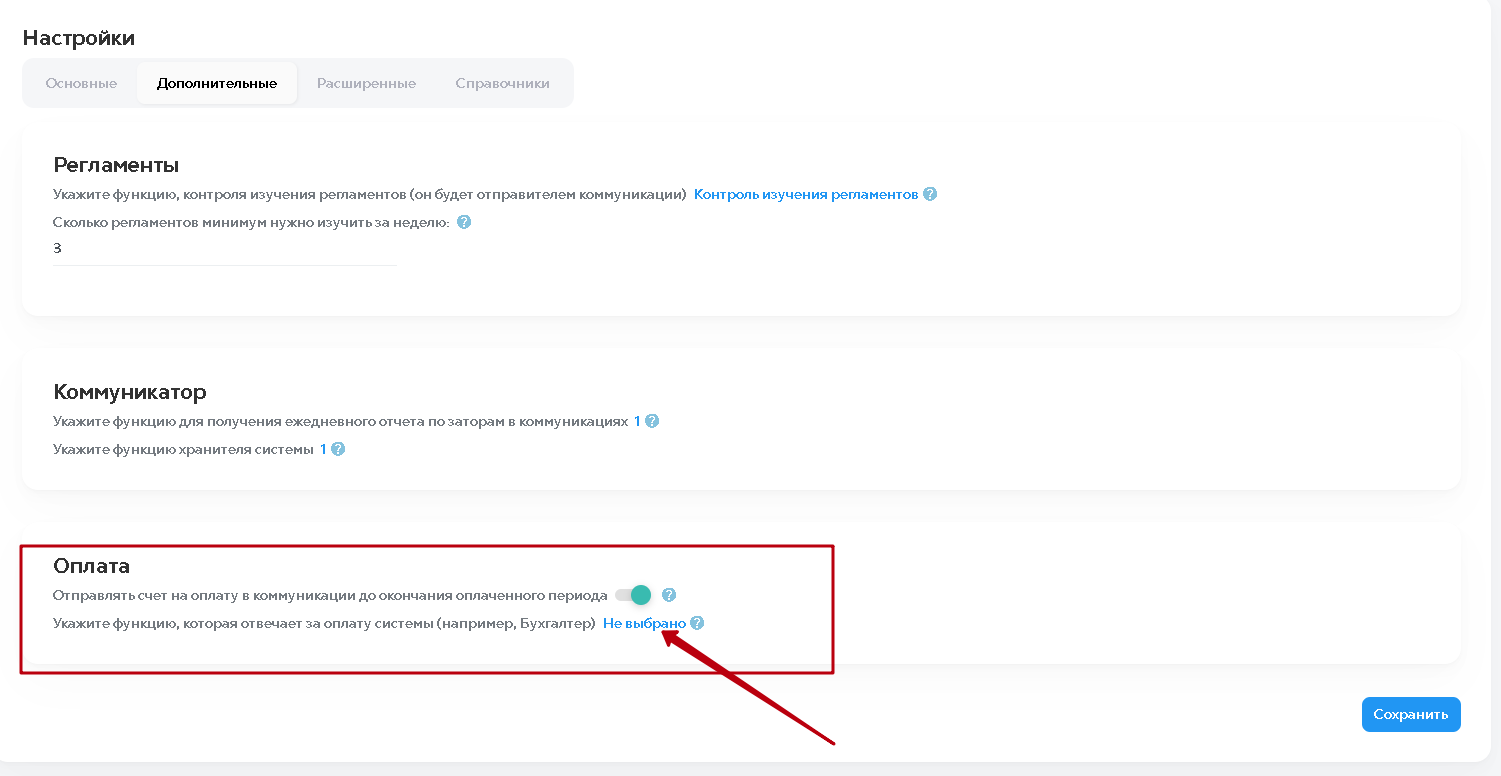 Настройки
Основные Дополнительные Расширенные Справочники
Регламенты
Укажите функцию, контроля изучения регламентов (он будет отправителем коммуникации) Контроль изучения регламентов ?
Сколько регламентов минимум нужно изучить за неделю: ?
3
Коммуникатор
Укажите функцию для получения ежедневного отчета по заторам в коммуникациях 1 ?
Укажите функцию хранителя системы 1 ?
Оплата
Отправлять счет на оплату в коммуникации до окончания оплаченного периода ?
Укажите функцию, которая отвечает за оплату системы (например, Бухгалтер) Не выбрано ?
Сохранить